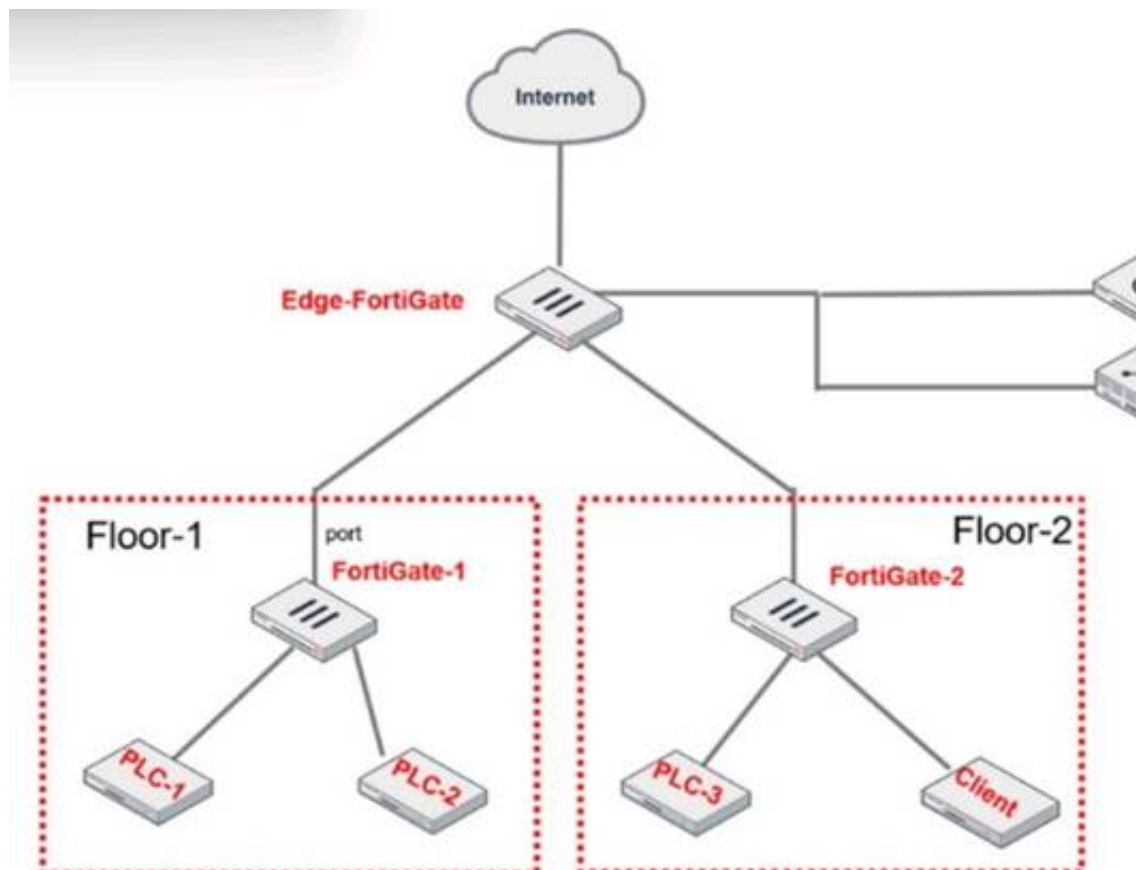 Internet
Edge-FortiGate
Floor-1
port
FortiGate-1
Floor-2
FortiGate-2
PLC-1
PLC-2
PLC-3
Client